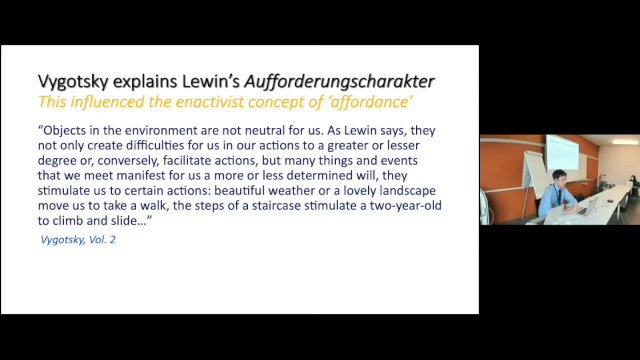 Vygotsky explains Lewin's Aufforderungscharakter
This influenced the enactivist concept of 'affordance'
“Objects in the environment are not neutral for us. As Lewin says, they
not only create difficulties for us in our actions to a greater or lesser
degree or, conversely, facilitate actions, but many things and events
that we meet manifest for us a more or less determined will, they
stimulate us to certain actions: beautiful weather or a lovely landscape
move us to take a walk, the steps of a staircase stimulate a two-year-old
to climb and slide…”
Vygotsky, Vol. 2